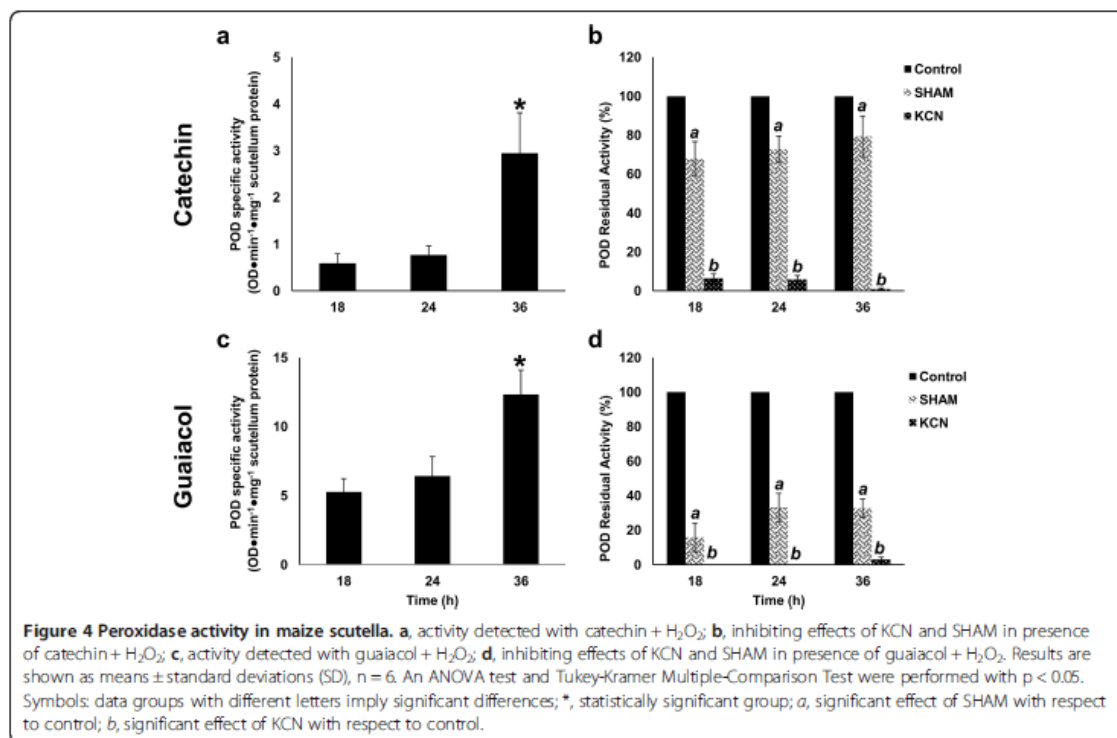 a
b
5
4
3
2
1
0
Catechin
POD specific activity
(OD●min⁻¹●mg⁻¹ scutellum protein)
*
18
24
36
120
100
80
60
40
20
0
POD Residual Activity (%)
a
a
a
b
b
b
18
24
36
Control
SHAM
KCN
c
d
15
10
5
0
Guaiacol
POD specific activity
(OD●min⁻¹●mg⁻¹ scutellum protein)
*
18
24
36
Time (h)
120
100
80
60
40
20
0
POD Residual Activity (%)
a
a
a
b
b
b
18
24
36
Time (h)
Control
SHAM
KCN
Figure 4 Peroxidase activity in maize scutella. a, activity detected with catechin + H₂O₂; b, inhibiting effects of KCN and SHAM in presence
of catechin + H₂O₂; c, activity detected with guaiacol + H₂O₂; d, inhibiting effects of KCN and SHAM in presence of guaiacol + H₂O₂. Results are
shown as means ± standard deviations (SD), n = 6. An ANOVA test and Tukey-Kramer Multiple-Comparison Test were performed with p < 0.05.
Symbols: data groups with different letters imply significant differences; *, statistically significant group; a, significant effect of SHAM with respect
to control; b, significant effect of KCN with respect to control.